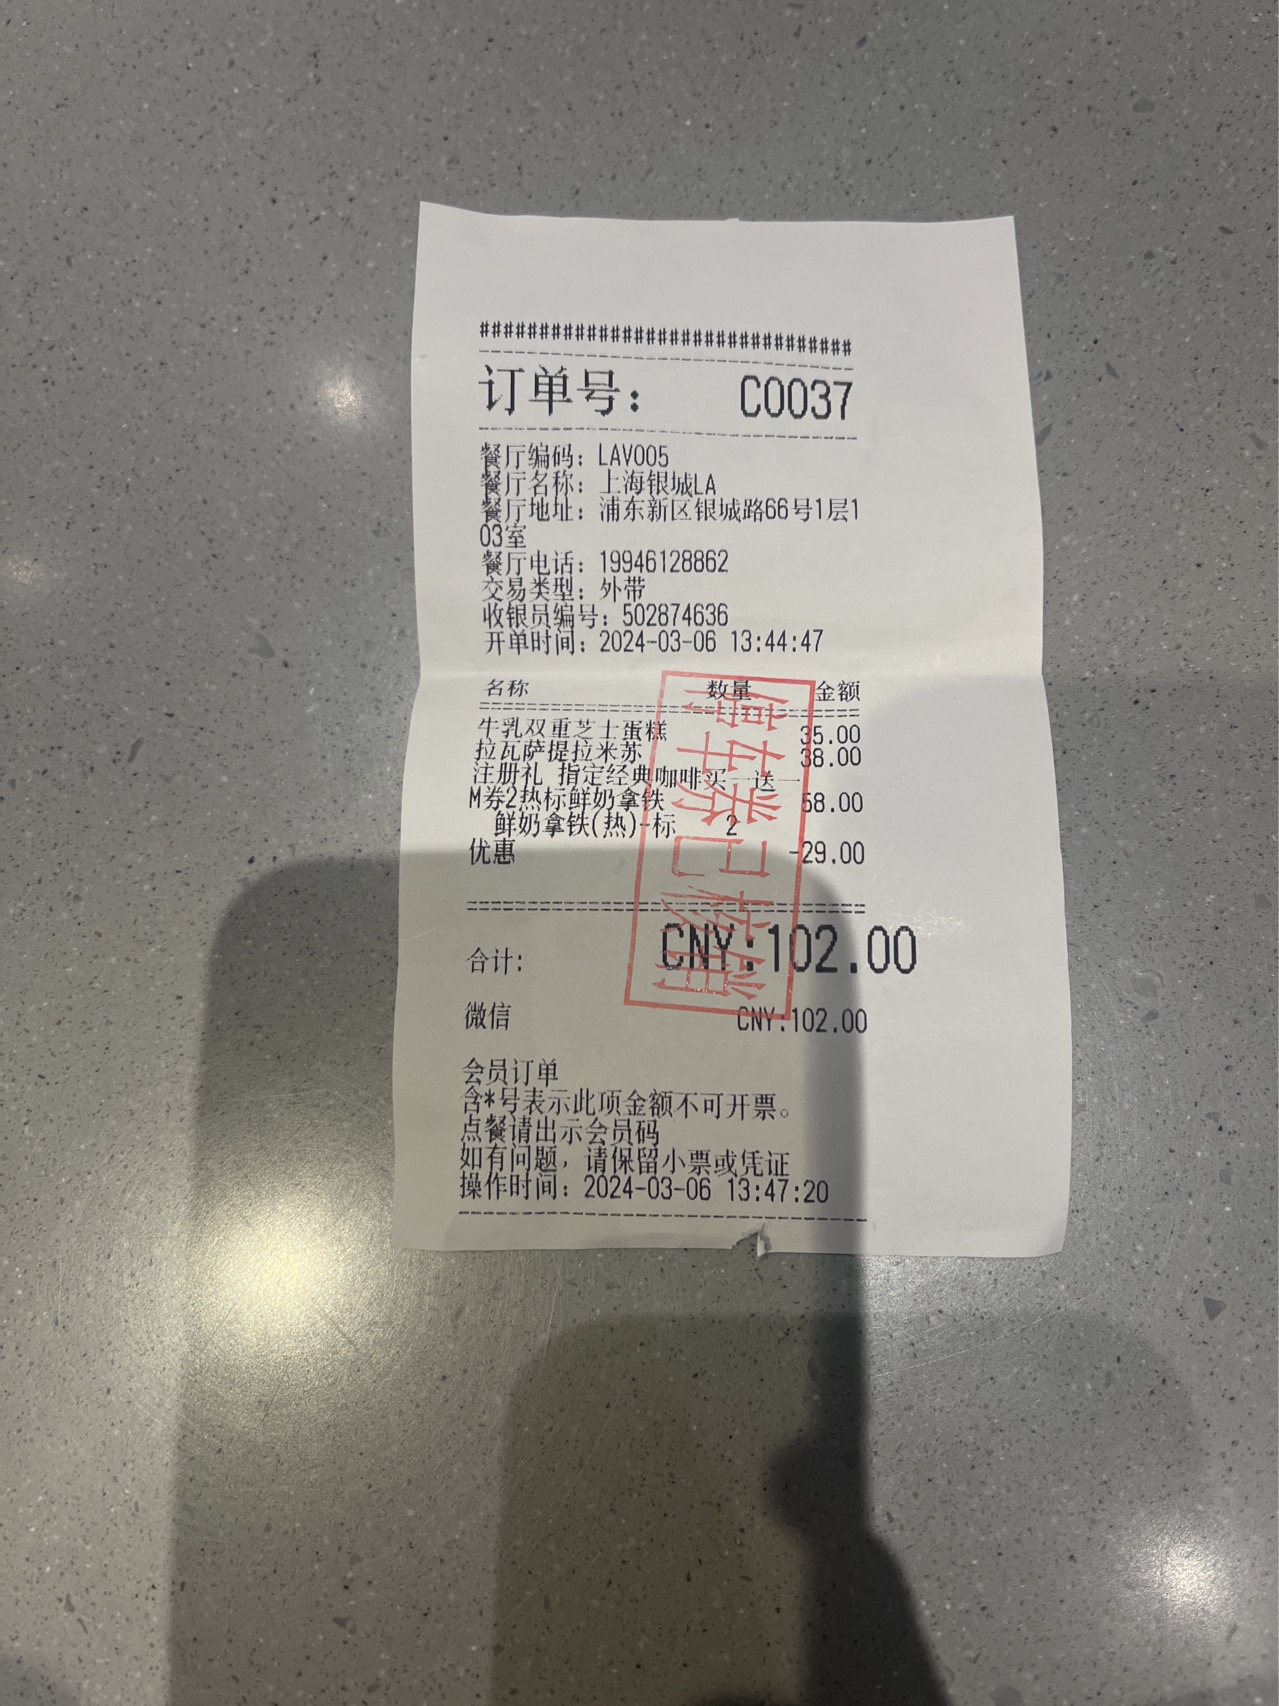 ###############################
订单号： C0037
餐厅编码：LAV005
餐厅名称：上海银城LA
餐厅地址：浦东新区银城路66号1层1
03室
餐厅电话：19946128862
交易类型：外带
收银员编号：502874636
开单时间：2024-03-06 13:44:47
名称 数量 金额
牛乳双重芝士蛋糕 35.00
拉瓦萨提拉米苏 38.00
注册礼 指定经典咖啡买一送一
M券2热标鲜奶拿铁 58.00
鲜奶拿铁(热)-标 2
优惠 -29.00
合计： CNY:102.00
微信 CNY:102.00
会员订单
含*号表示此项金额不可开票。
点餐请出示会员码
如有问题，请保留小票或凭证
操作时间：2024-03-06 13:47:20
停车券已核销